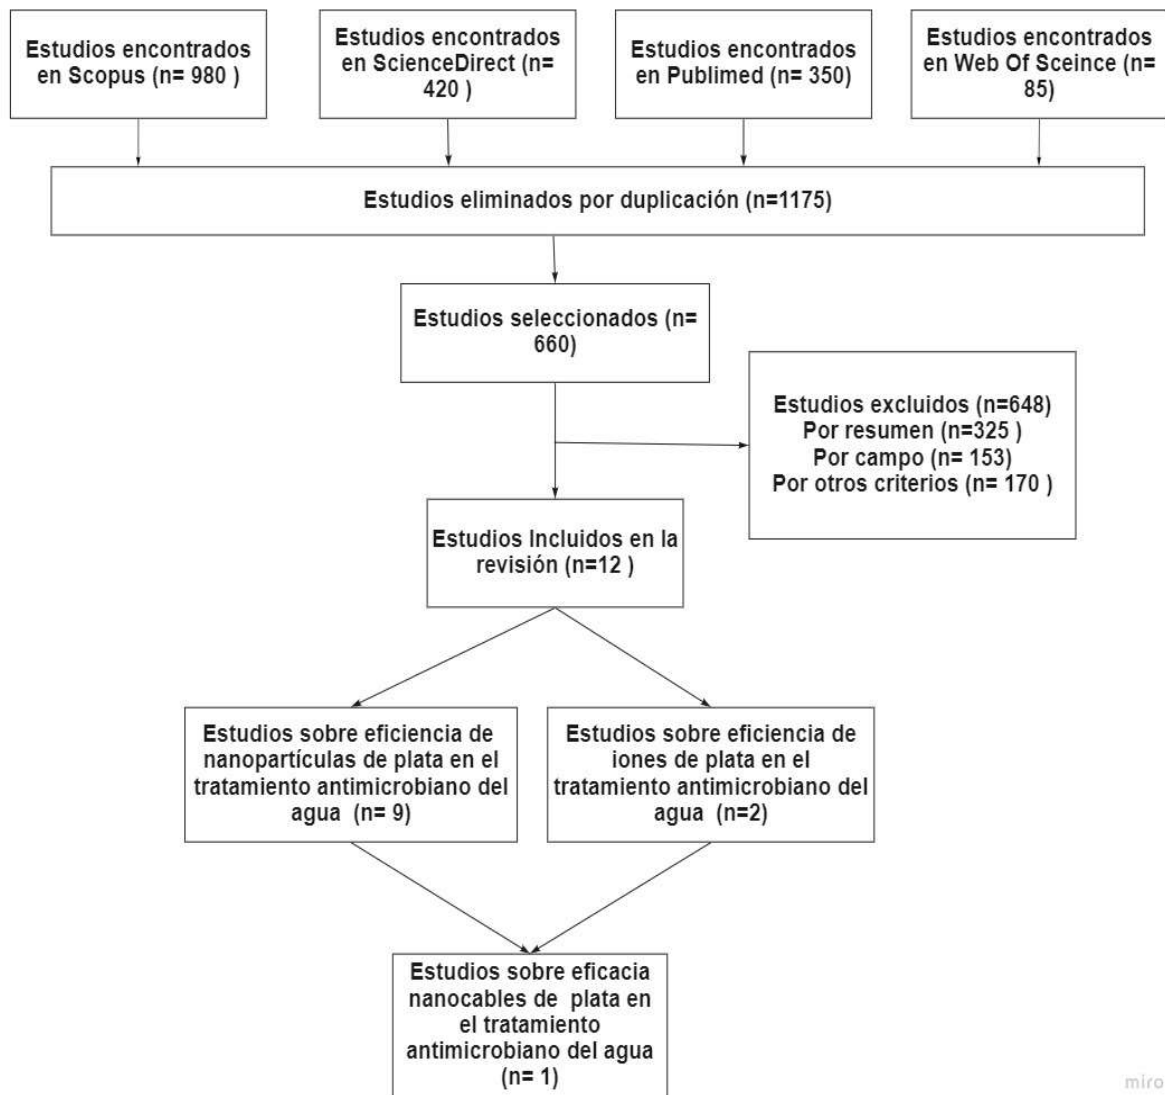 Estudios encontrados
en Scopus (n= 980 )
Estudios encontrados
en ScienceDirect (n=
420 )
Estudios encontrados
en Publimed (n= 350)
Estudios encontrados
en Web Of Sceince (n=
85)
Estudios eliminados por duplicación (n=1175)
Estudios seleccionados (n=
660)
Estudios excluidos (n=648)
Por resumen (n=325 )
Por campo (n= 153)
Por otros criterios (n= 170 )
Estudios Incluidos en la
revisión (n=12 )
Estudios sobre eficiencia de
nanopartículas de plata en el
tratamiento antimicrobiano del
agua (n= 9)
Estudios sobre eficiencia de
iones de plata en el
tratamiento antimicrobiano del
agua (n=2)
Estudios sobre eficacia
nanocables de plata en
el tratamiento
antimicrobiano del agua
(n= 1)
miro